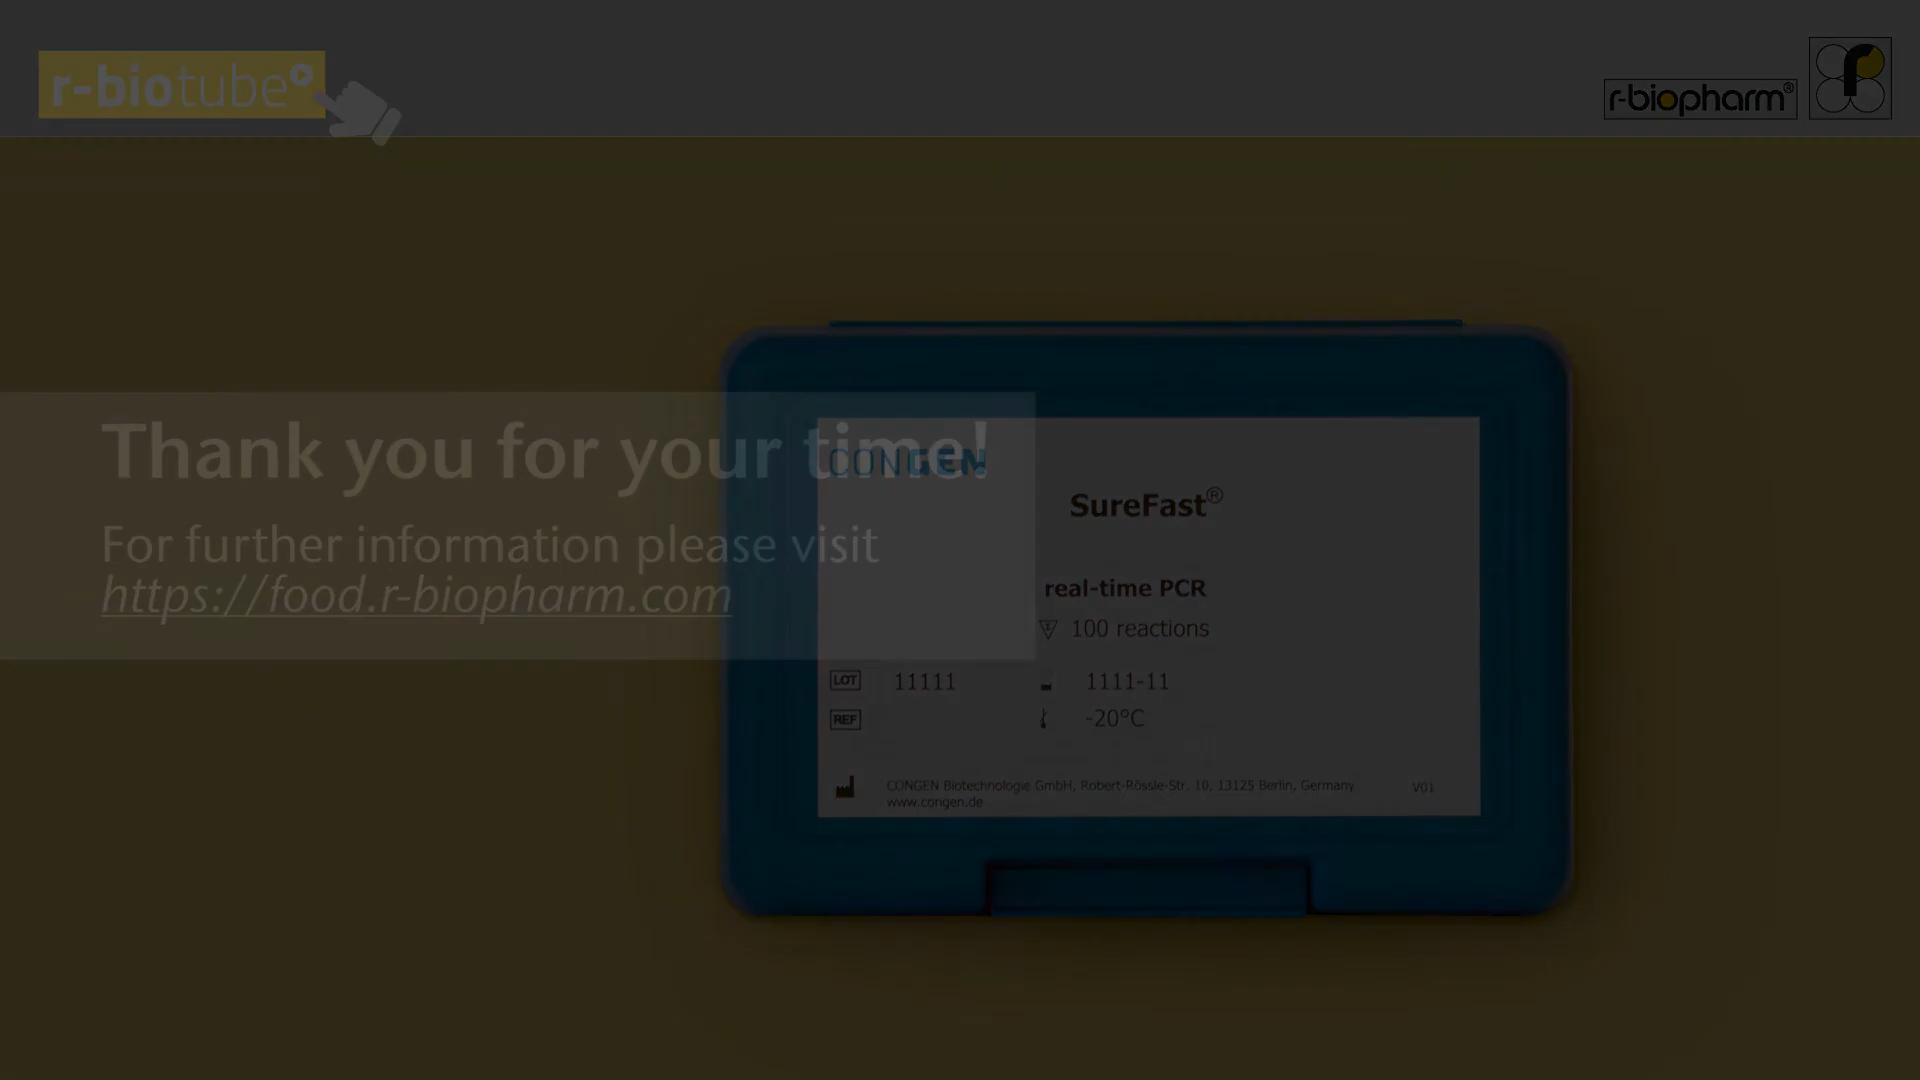 r-biotube
r-biopharm®
r
Thank you for your time!
For further information please visit
https://food.r-biopharm.com
CONGEN
SureFast®
real-time PCR
100 reactions
LOT 11111 1111-11
REF -20°C
CONGEN Biotechnologie GmbH, Robert-Rössle-Str. 10, 13125 Berlin, Germany V01
www.congen.de